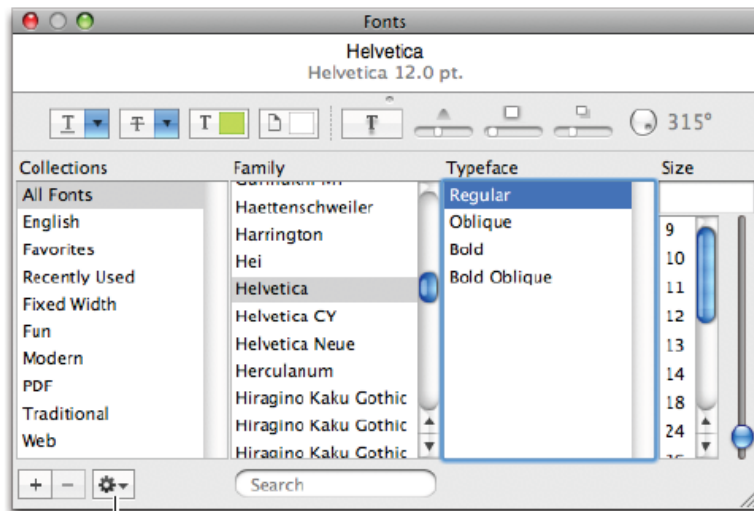 Fonts
Helvetica
Helvetica 12.0 pt.
T T T T 315°
Collections Family Typeface Size
All Fonts
English
Favorites
Recently Used
Fixed Width
Fun
Modern
PDF
Traditional
Web
Haettenschweiler
Harrington
Hei
Helvetica
Helvetica CY
Helvetica Neue
Herculanum
Hiragino Kaku Gothic
Hiragino Kaku Gothic
Hiragino Kaku Gothic
Regular
Oblique
Bold
Bold Oblique
9
10
11
12
13
14
18
24
+ −
Search